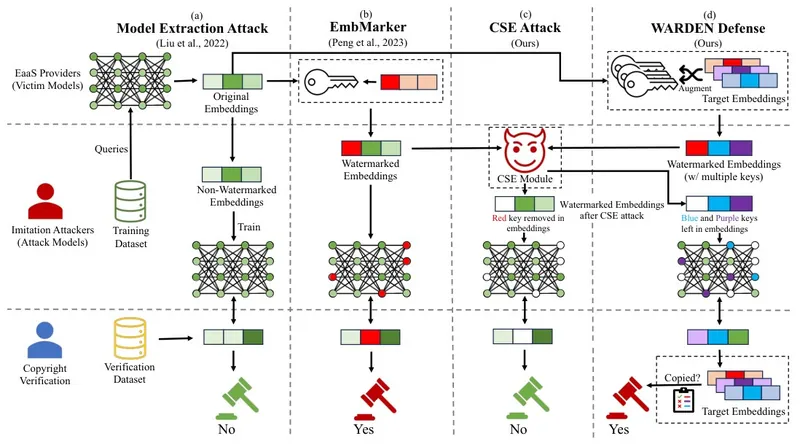 (a)
Model Extraction Attack
(Liu et al., 2022)
(b)
EmbMarker
(Peng et al., 2023)
(c)
CSE Attack
(Ours)
(d)
WARDEN Defense
(Ours)
EaaS Providers
(Victim Models)
Original
Embeddings
Augment
Target Embeddings
Queries
Non-Watermarked
Embeddings
Watermarked
Embeddings
CSE Module
Watermarked Embeddings
(w/ multiple keys)
Imitation Attackers
(Attack Models)
Training
Dataset
Train
Red key removed in
embeddings
Watermarked Embeddings
after CSE attack
Blue and Purple keys
left in embeddings
Copyright
Verification
Verification
Dataset
Copied?
Target Embeddings
No
Yes
No
Yes